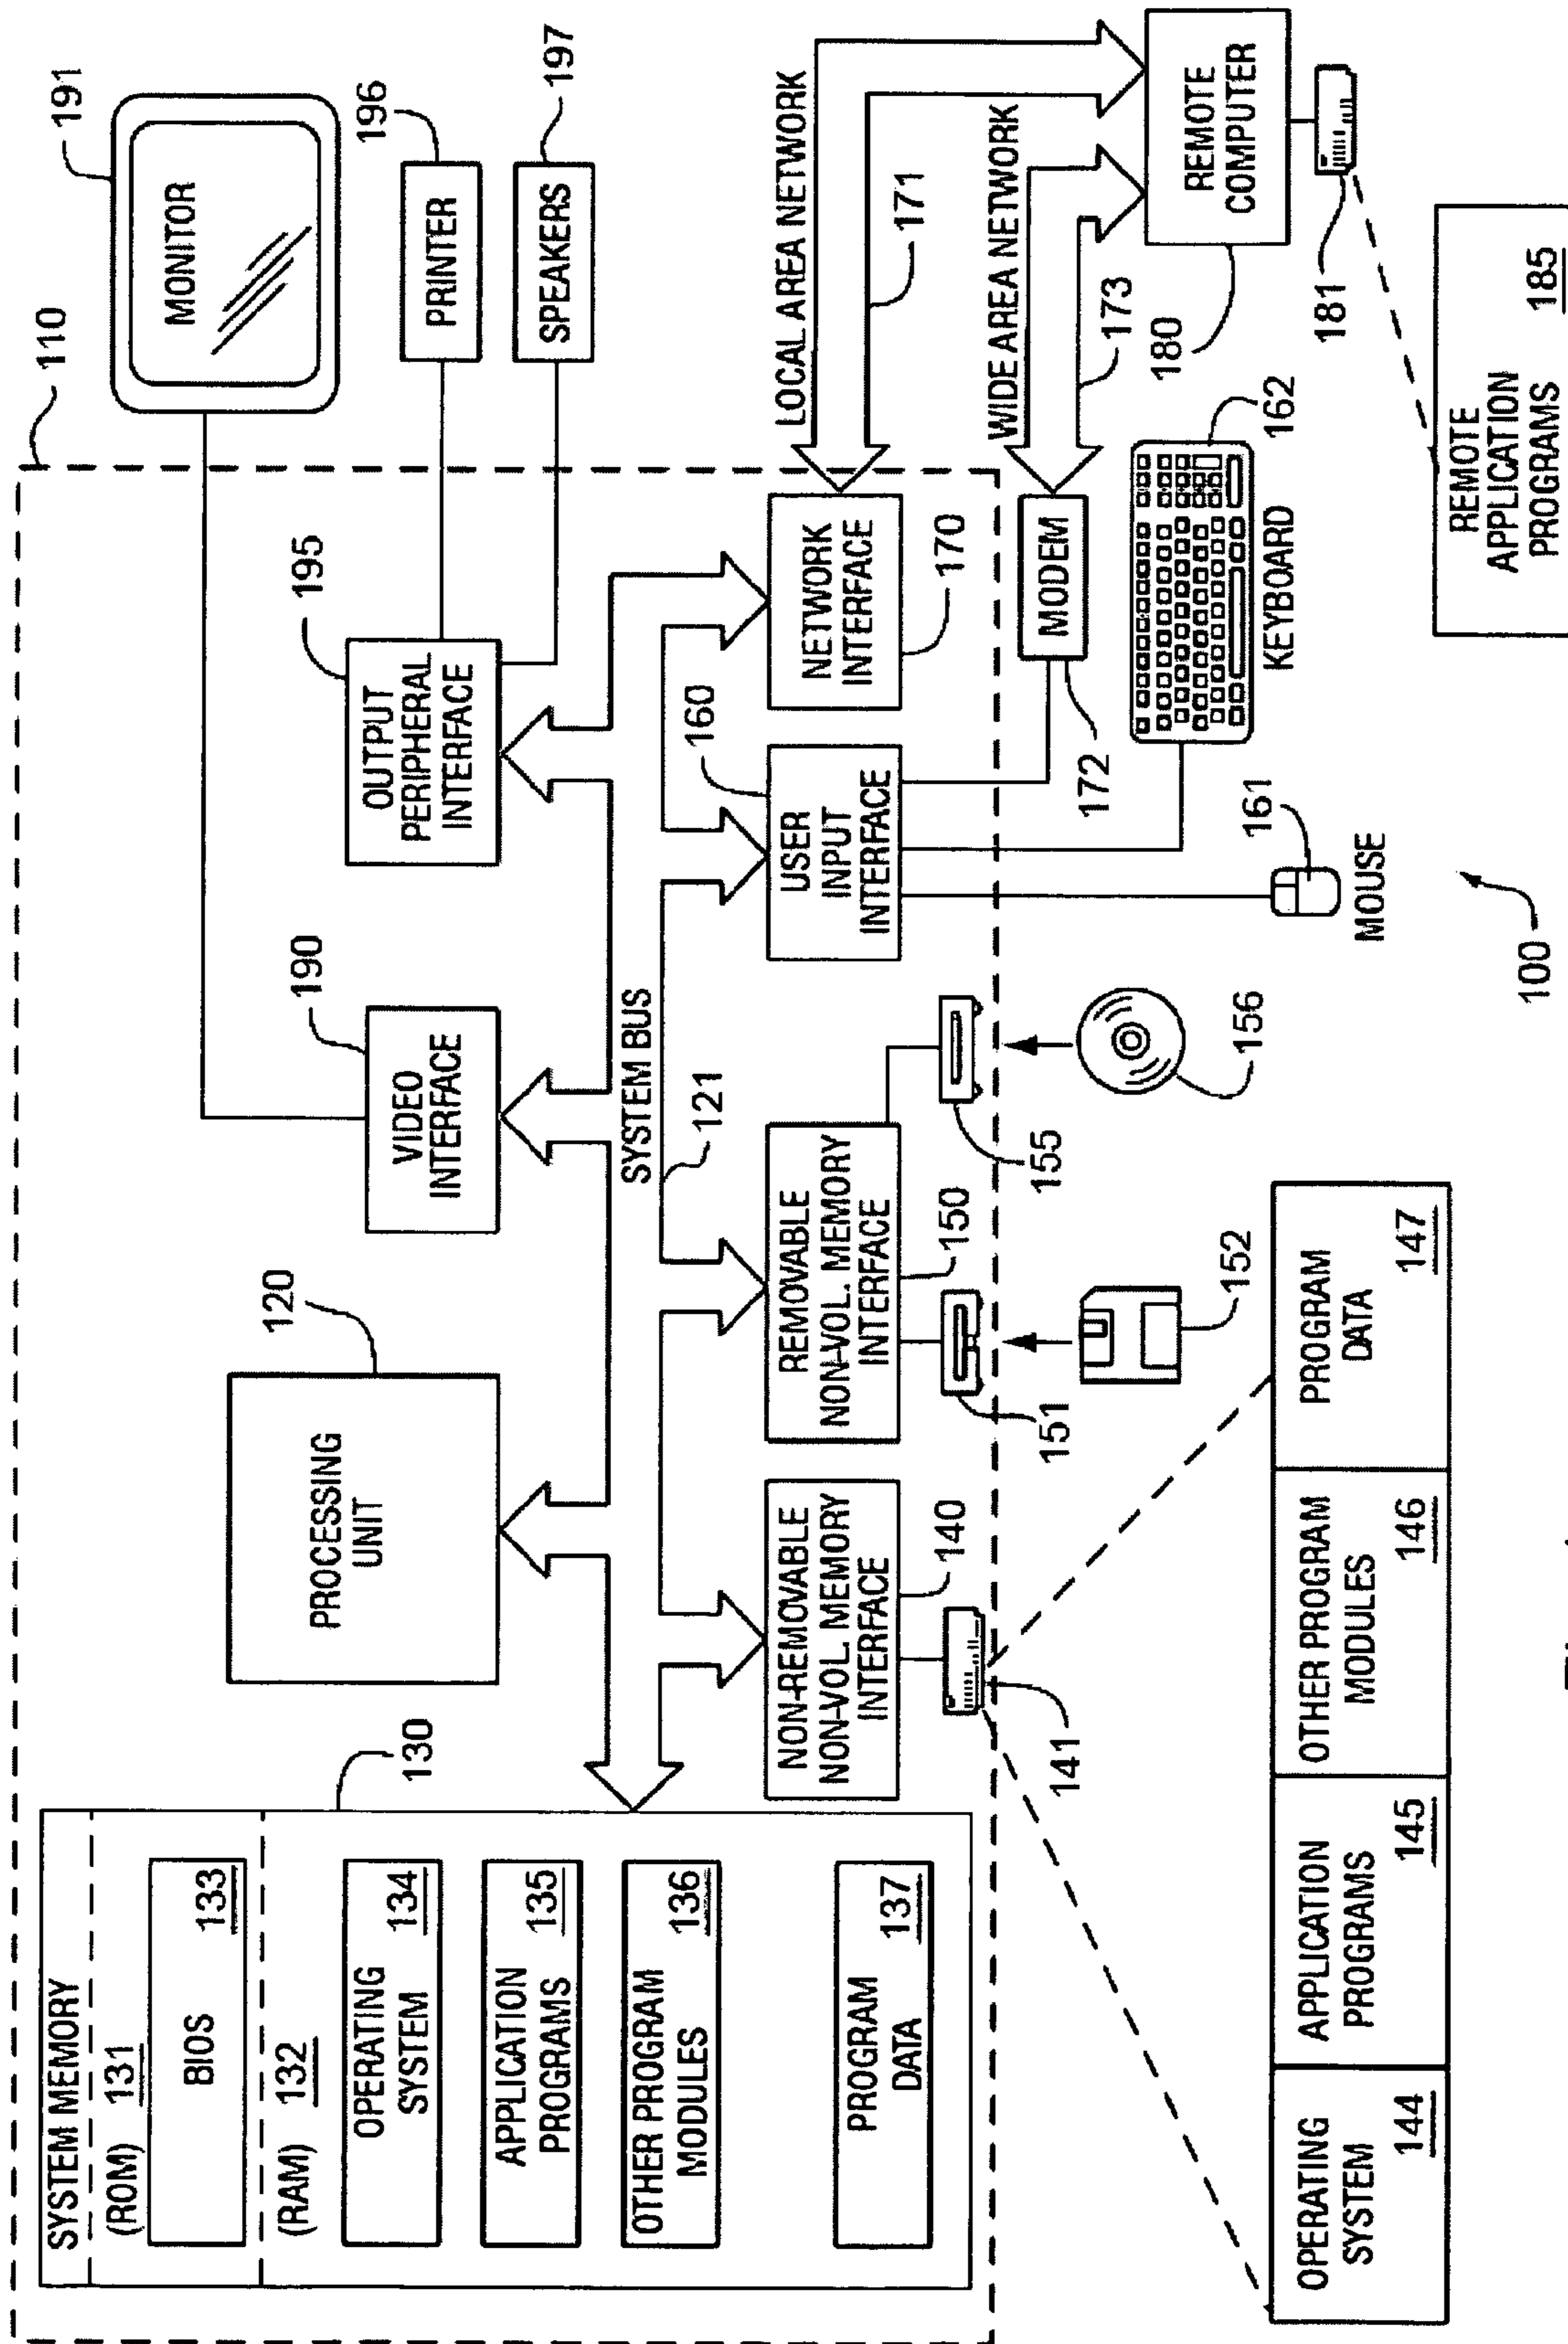 SYSTEM MEMORY
(ROM) 131
BIOS
133
(RAM) 132
OPERATING
SYSTEM
134
APPLICATION
PROGRAMS
135
OTHER PROGRAM
MODULES
136
PROGRAM
DATA
137
130
PROCESSING
UNIT
120
VIDEO
INTERFACE
190
OUTPUT
PERIPHERAL
INTERFACE
195
110
MONITOR
191
PRINTER
196
SPEAKERS
197
SYSTEM BUS
121
NON-REMOVABLE
NON-VOL. MEMORY
INTERFACE
140
REMOVABLE
NON-VOL. MEMORY
INTERFACE
150
USER
INPUT
INTERFACE
160
NETWORK
INTERFACE
170
LOCAL AREA NETWORK
171
141
151
155
MODEM
172
WIDE AREA NETWORK
173
REMOTE
COMPUTER
180
152
156
161
MOUSE
KEYBOARD
162
181
OPERATING
SYSTEM
144
APPLICATION
PROGRAMS
145
OTHER PROGRAM
MODULES
146
PROGRAM
DATA
147
REMOTE
APPLICATION
PROGRAMS
185
100